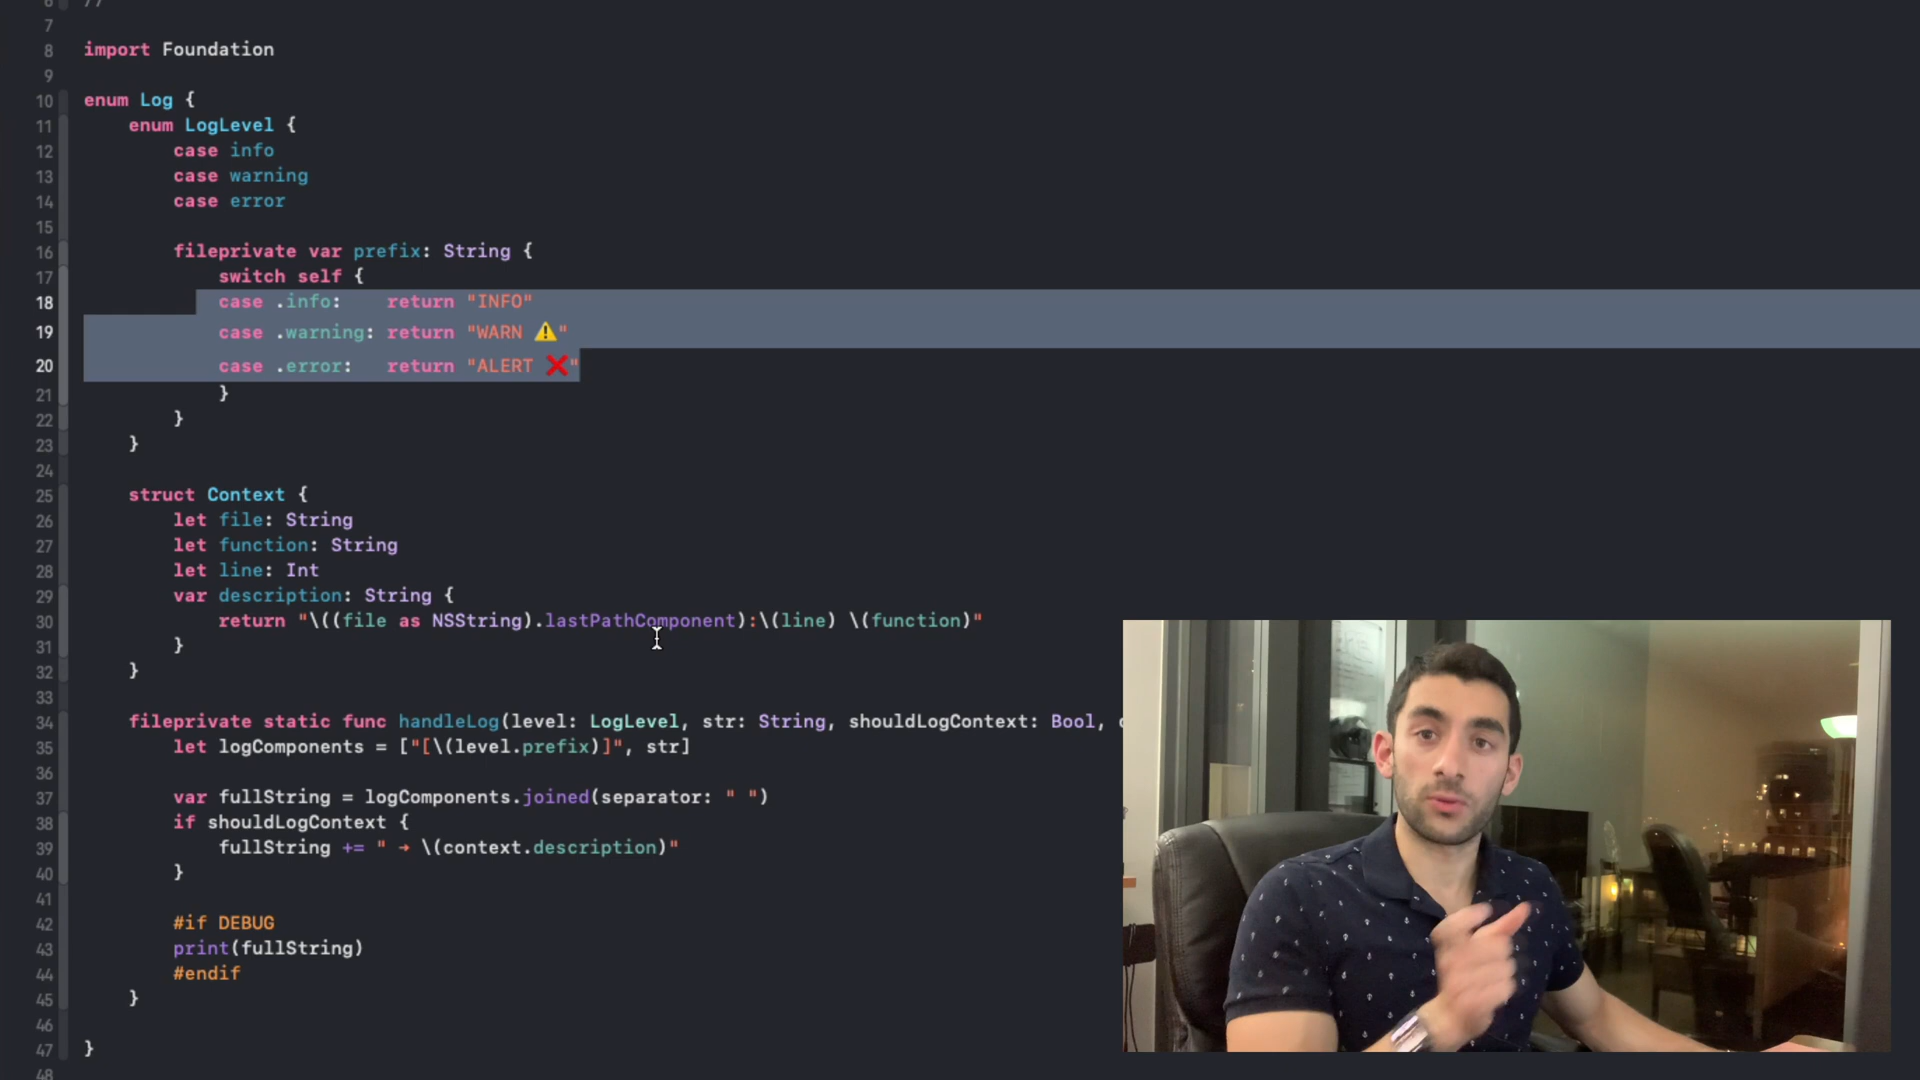 6 //
7
8 import Foundation
9
10 enum Log {
11 enum LogLevel {
12 case info
13 case warning
14 case error
15
16 fileprivate var prefix: String {
17 switch self {
18 case .info: return "INFO"
19 case .warning: return "WARN ⚠️"
20 case .error: return "ALERT ❌"
21 }
22 }
23 }
24
25 struct Context {
26 let file: String
27 let function: String
28 let line: Int
29 var description: String {
30 return "\((file as NSString).lastPathComponent):\(line) \(function)"
31 }
32 }
33
34 fileprivate static func handleLog(level: LogLevel, str: String, shouldLogContext: Bool,
35 let logComponents = ["[\(level.prefix)]", str]
36
37 var fullString = logComponents.joined(separator: " ")
38 if shouldLogContext {
39 fullString += " → \(context.description)"
40 }
41
42 #if DEBUG
43 print(fullString)
44 #endif
45 }
46
47 }
48